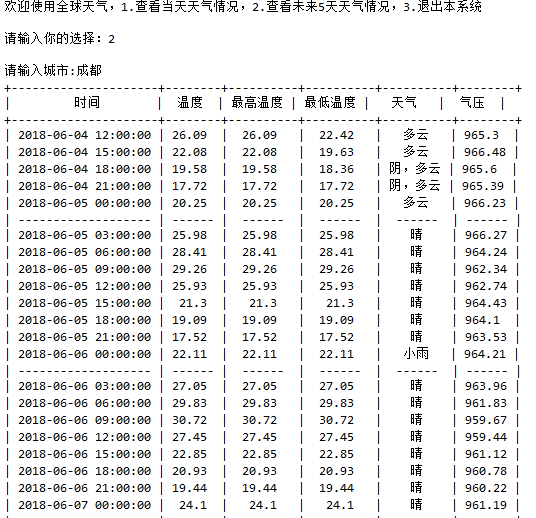 欢迎使用全球天气，1.查看当天天气情况，2.查看未来5天天气情况，3.退出本系统
请输入你的选择：2
请输入城市:成都
+---------------------+--------+----------+----------+----------+--------+
| 时间 | 温度 | 最高温度 | 最低温度 | 天气 | 气压 |
+---------------------+--------+----------+----------+----------+--------+
| 2018-06-04 12:00:00 | 26.09 | 26.09 | 22.42 | 多云 | 965.3 |
| 2018-06-04 15:00:00 | 22.08 | 22.08 | 19.63 | 多云 | 966.48 |
| 2018-06-04 18:00:00 | 19.58 | 19.58 | 18.36 | 阴，多云 | 965.6 |
| 2018-06-04 21:00:00 | 17.72 | 17.72 | 17.72 | 阴，多云 | 965.39 |
| 2018-06-05 00:00:00 | 20.25 | 20.25 | 20.25 | 多云 | 966.23 |
| ------------------- | ------ | ------ | ------ | ------ | ------ |
| 2018-06-05 03:00:00 | 25.98 | 25.98 | 25.98 | 晴 | 966.27 |
| 2018-06-05 06:00:00 | 28.41 | 28.41 | 28.41 | 晴 | 964.24 |
| 2018-06-05 09:00:00 | 29.26 | 29.26 | 29.26 | 晴 | 962.34 |
| 2018-06-05 12:00:00 | 25.93 | 25.93 | 25.93 | 晴 | 962.74 |
| 2018-06-05 15:00:00 | 21.3 | 21.3 | 21.3 | 晴 | 964.43 |
| 2018-06-05 18:00:00 | 19.09 | 19.09 | 19.09 | 晴 | 964.1 |
| 2018-06-05 21:00:00 | 17.52 | 17.52 | 17.52 | 晴 | 963.53 |
| 2018-06-06 00:00:00 | 22.11 | 22.11 | 22.11 | 小雨 | 964.21 |
| ------------------- | ------ | ------ | ------ | ------ | ------ |
| 2018-06-06 03:00:00 | 27.05 | 27.05 | 27.05 | 晴 | 963.96 |
| 2018-06-06 06:00:00 | 29.83 | 29.83 | 29.83 | 晴 | 961.83 |
| 2018-06-06 09:00:00 | 30.72 | 30.72 | 30.72 | 晴 | 959.67 |
| 2018-06-06 12:00:00 | 27.45 | 27.45 | 27.45 | 晴 | 959.44 |
| 2018-06-06 15:00:00 | 22.85 | 22.85 | 22.85 | 晴 | 961.12 |
| 2018-06-06 18:00:00 | 20.93 | 20.93 | 20.93 | 晴 | 960.78 |
| 2018-06-06 21:00:00 | 19.44 | 19.44 | 19.44 | 晴 | 960.22 |
| 2018-06-07 00:00:00 | 24.1 | 24.1 | 24.1 | 晴 | 961.19 |